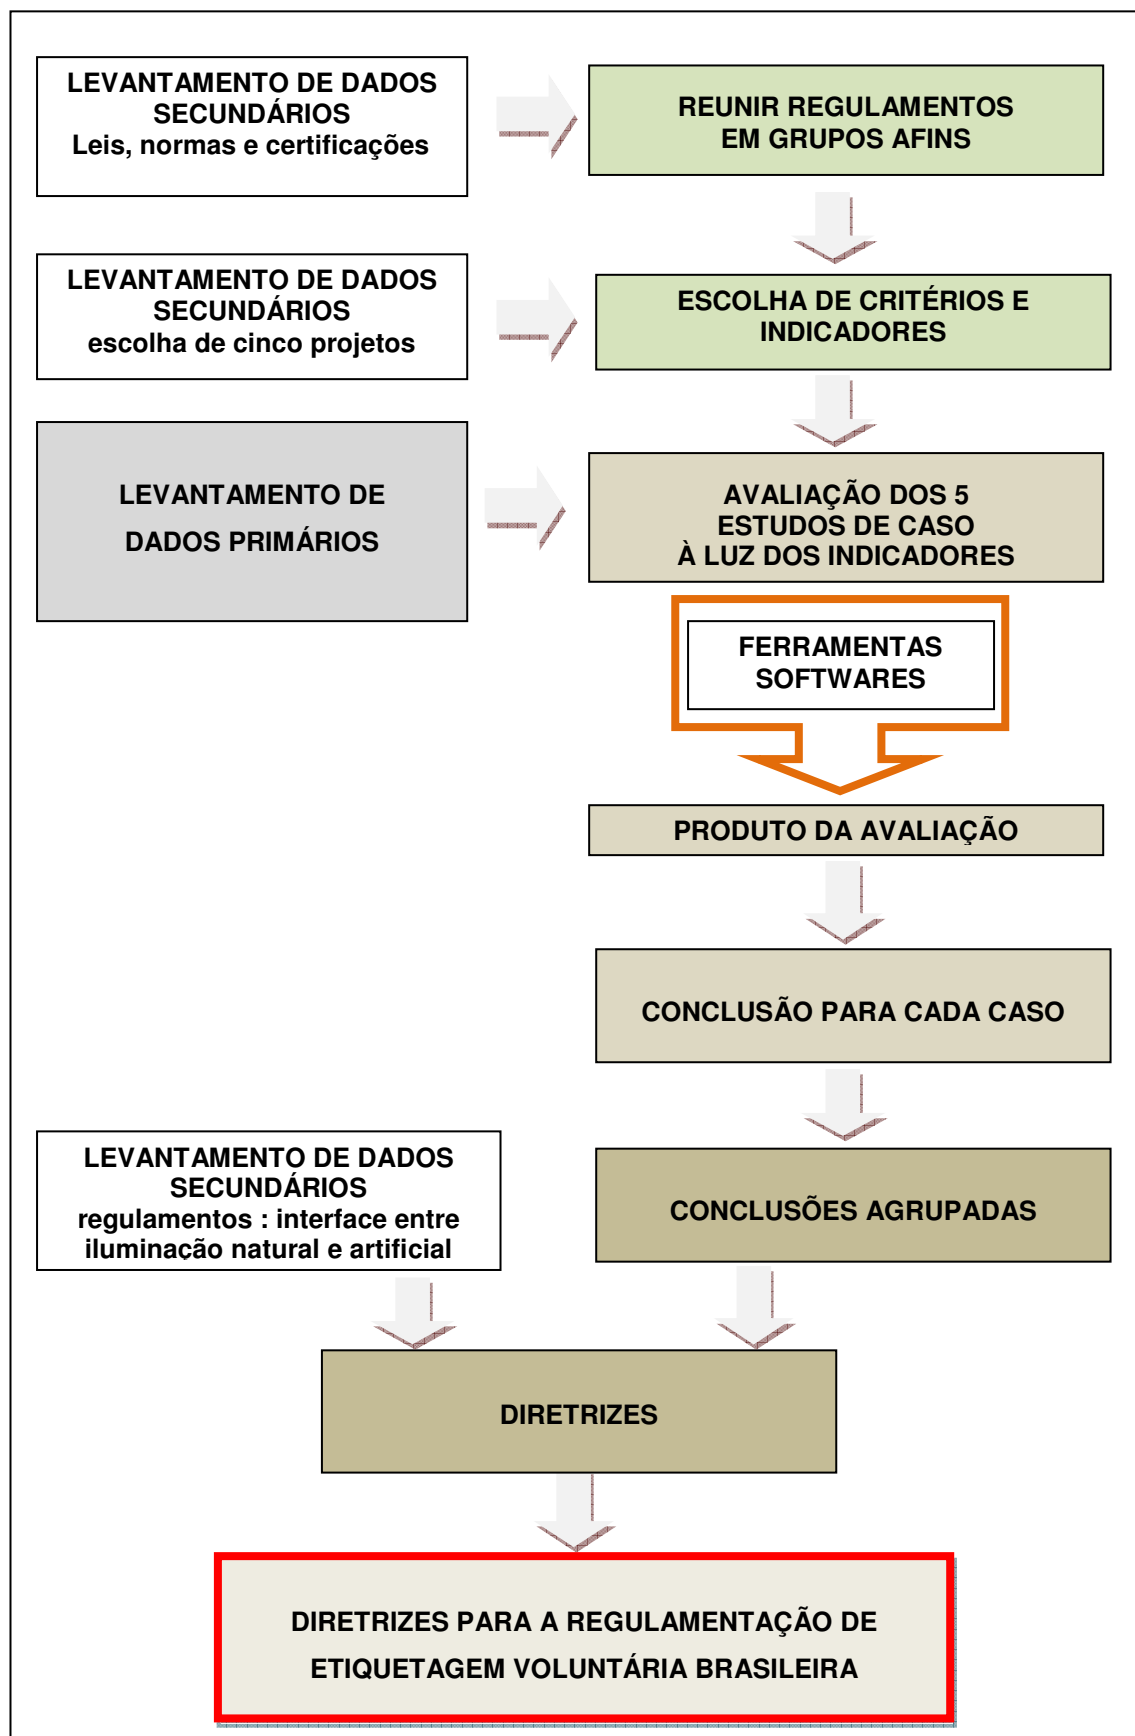 LEVANTAMENTO DE DADOS
SECUNDÁRIOS
Leis, normas e certificações
REUNIR REGULAMENTOS
EM GRUPOS AFINS
LEVANTAMENTO DE DADOS
SECUNDÁRIOS
escolha de cinco projetos
ESCOLHA DE CRITÉRIOS E
INDICADORES
LEVANTAMENTO DE
DADOS PRIMÁRIOS
AVALIAÇÃO DOS 5
ESTUDOS DE CASO
À LUZ DOS INDICADORES
FERRAMENTAS
SOFTWARES
PRODUTO DA AVALIAÇÃO
CONCLUSÃO PARA CADA CASO
LEVANTAMENTO DE DADOS
SECUNDÁRIOS
regulamentos : interface entre
iluminação natural e artificial
CONCLUSÕES AGRUPADAS
DIRETRIZES
DIRETRIZES PARA A REGULAMENTAÇÃO DE
ETIQUETAGEM VOLUNTÁRIA BRASILEIRA